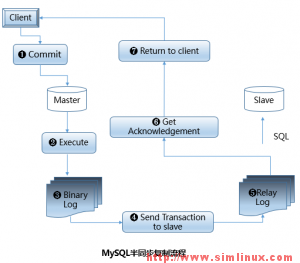 Client
❶ Commit
❼ Return to client
Master
Slave
❻ Get
Acknowledgement
❷ Execute
SQL
❸ Binary
Log
❹ Send Transaction
to slave
❺Relay
Log
MySQL半同步复制流程
http://www.simlinux.com